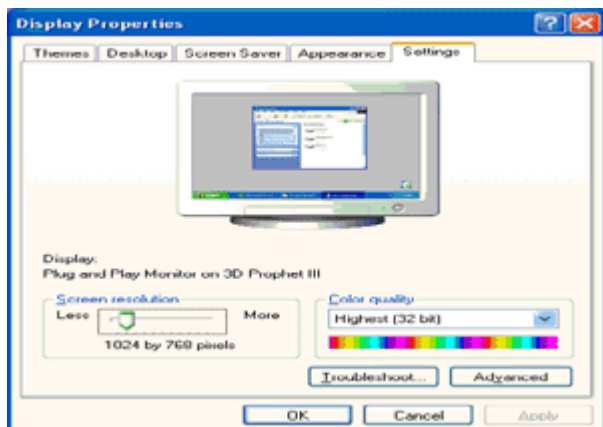 Display Properties
Themes Desktop Screen Saver Appearance Settings
Display:
Plug and Play Monitor on 3D Prophet III
Screen resolution
Less More
1024 by 768 pixels
Color quality
Highest (32 bit)
Troubleshoot... Advanced
OK Cancel Apply